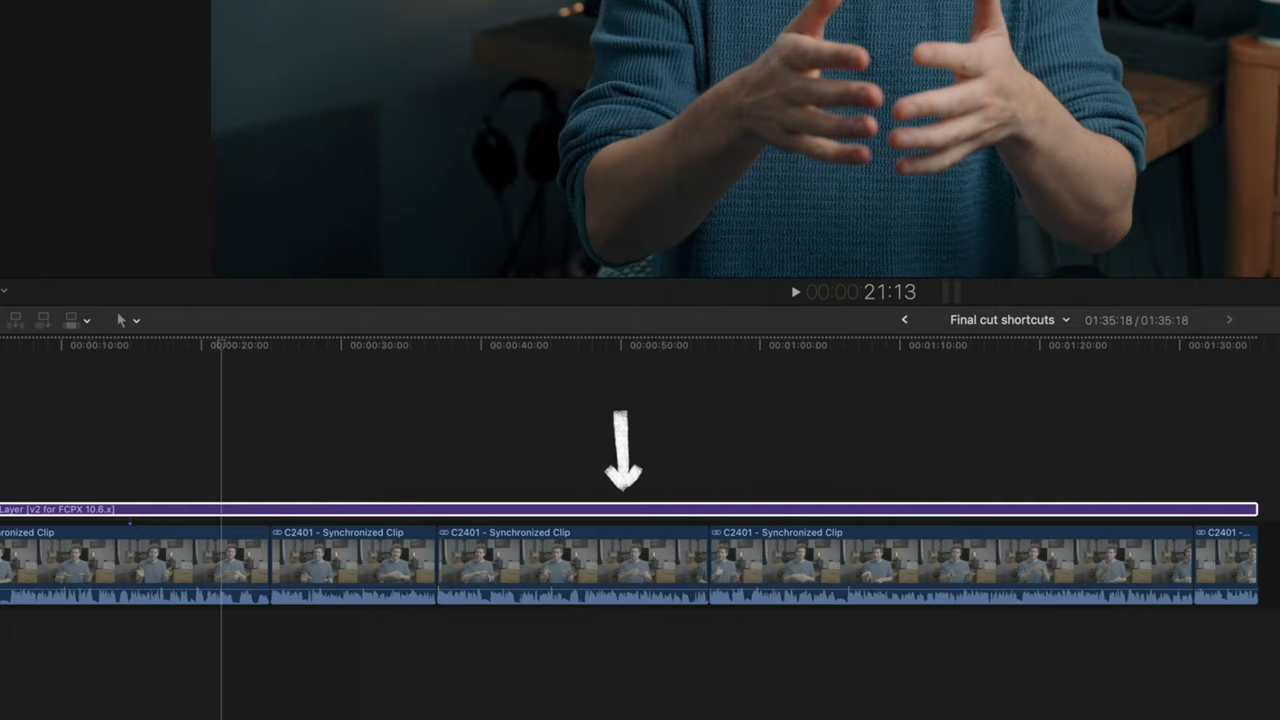 00:00:21:13
Final cut shortcuts
01:35:18 / 01:35:18
00:00:10:00
00:00:20:00
00:00:30:00
00:00:40:00
00:00:50:00
00:01:00:00
00:01:10:00
00:01:20:00
00:01:30:00
Layer [v2 for FCPX 10.6.x]
ronized Clip
C2401 - Synchronized Clip
C2401 - Synchronized Clip
C2401 - Synchronized Clip
C2401 -...